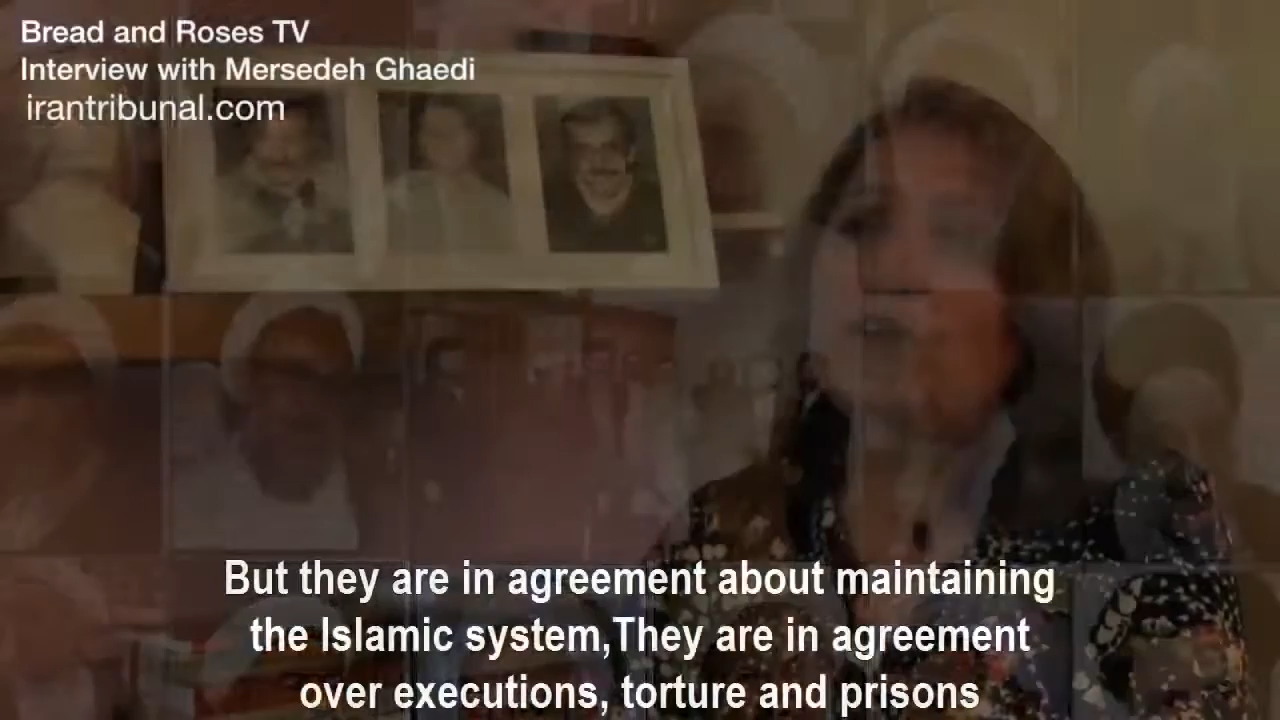 Bread and Roses TV
Interview with Mersedeh Ghaedi
irantribunal.com
But they are in agreement about maintaining
the Islamic system,They are in agreement
over executions, torture and prisons